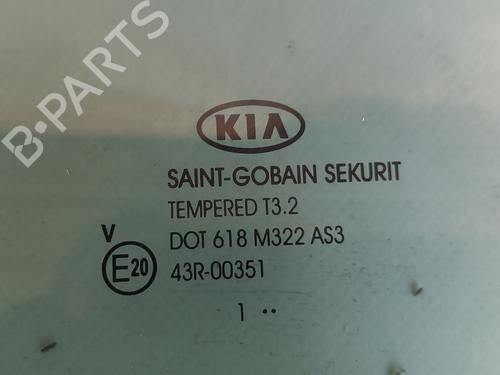 B-PARTS
KIA
SAINT-GOBAIN SEKURIT
TEMPERED T3.2
V
DOT 618 M322 AS3
E20
43R-00351
1 ··